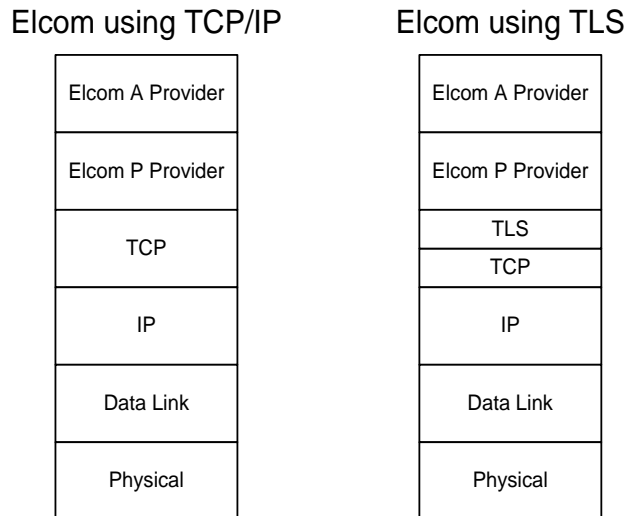 Elcom using TCP/IP
Elcom A Provider
Elcom P Provider
TCP
IP
Data Link
Physical
Elcom using TLS
Elcom A Provider
Elcom P Provider
TLS
TCP
IP
Data Link
Physical